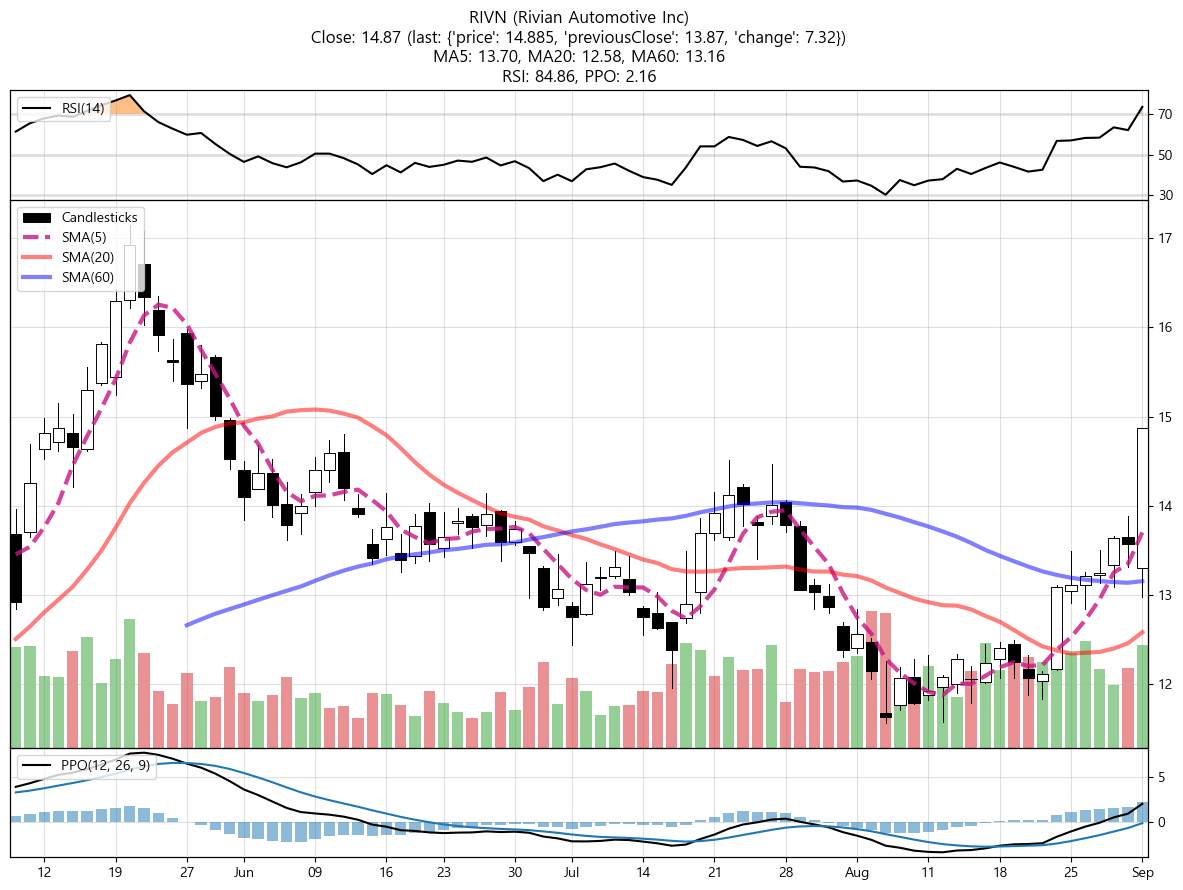 RIVN (Rivian Automotive Inc)
Close: 14.87 (last: {'price': 14.885, 'previousClose': 13.87, 'change': 7.32})
MA5: 13.70, MA20: 12.58, MA60: 13.16
RSI: 84.86, PPO: 2.16
RSI(14)
70
50
30
Candlesticks
SMA(5)
SMA(20)
SMA(60)
17
16
15
14
13
12
PPO(12, 26, 9)
5
0
12 19 27 Jun 09 16 23 30 Jul 14 21 28 Aug 11 18 25 Sep